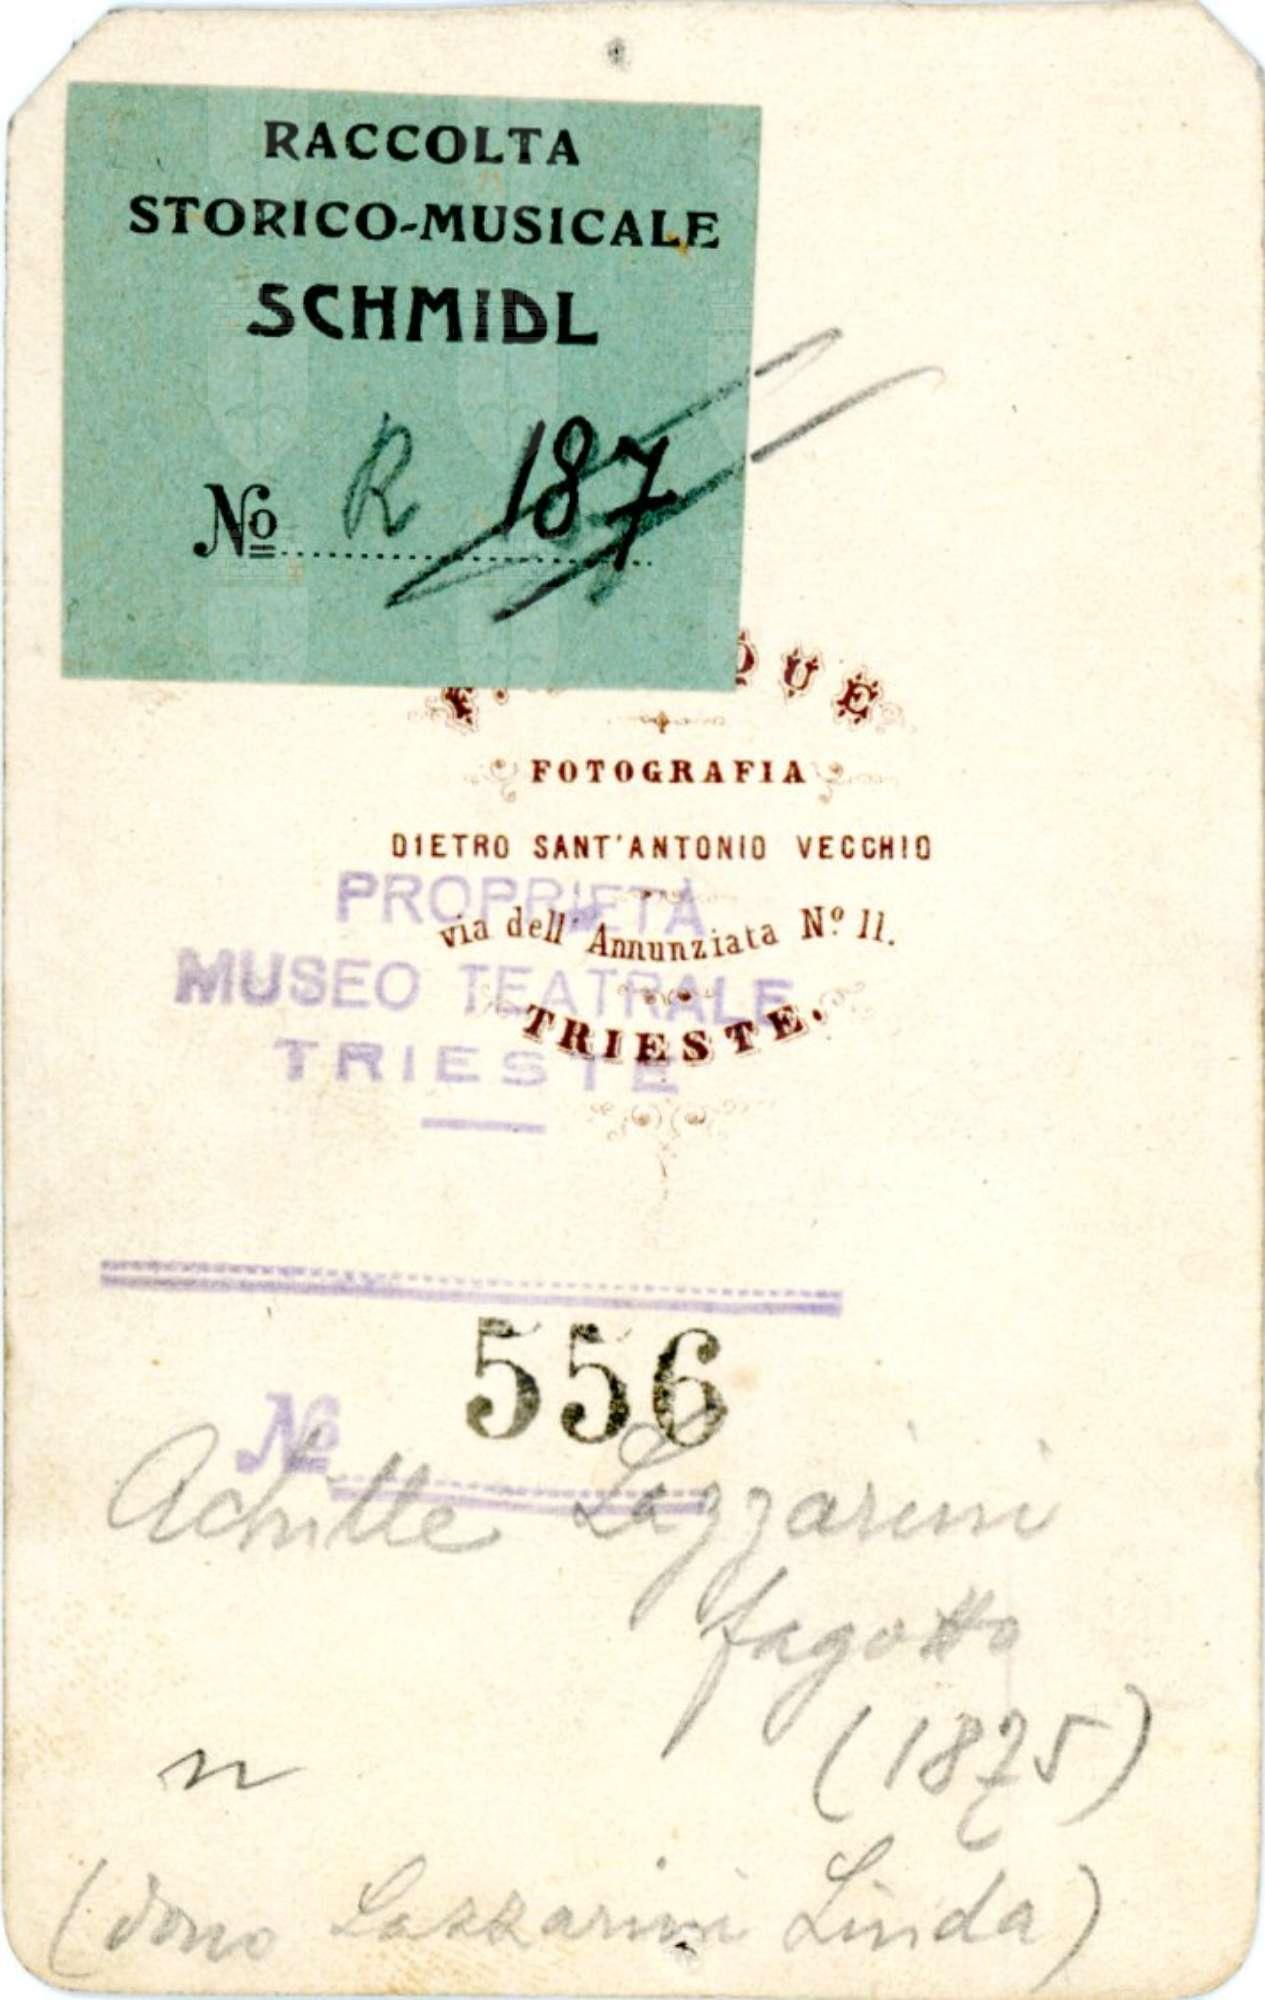 RACCOLTA
STORICO-MUSICALE
SCHMIDL
No R 187
FOTOGRAFIA
DIETRO SANT'ANTONIO VECCHIO
via dell' Annunziata No. 11.
TRIESTE.
PROPRIETÀ
MUSEO TEATRALE
TRIESTE
556
No
Achille Lazzarini
fagotto
(1875)
n
(dono Lazzarini Linda)